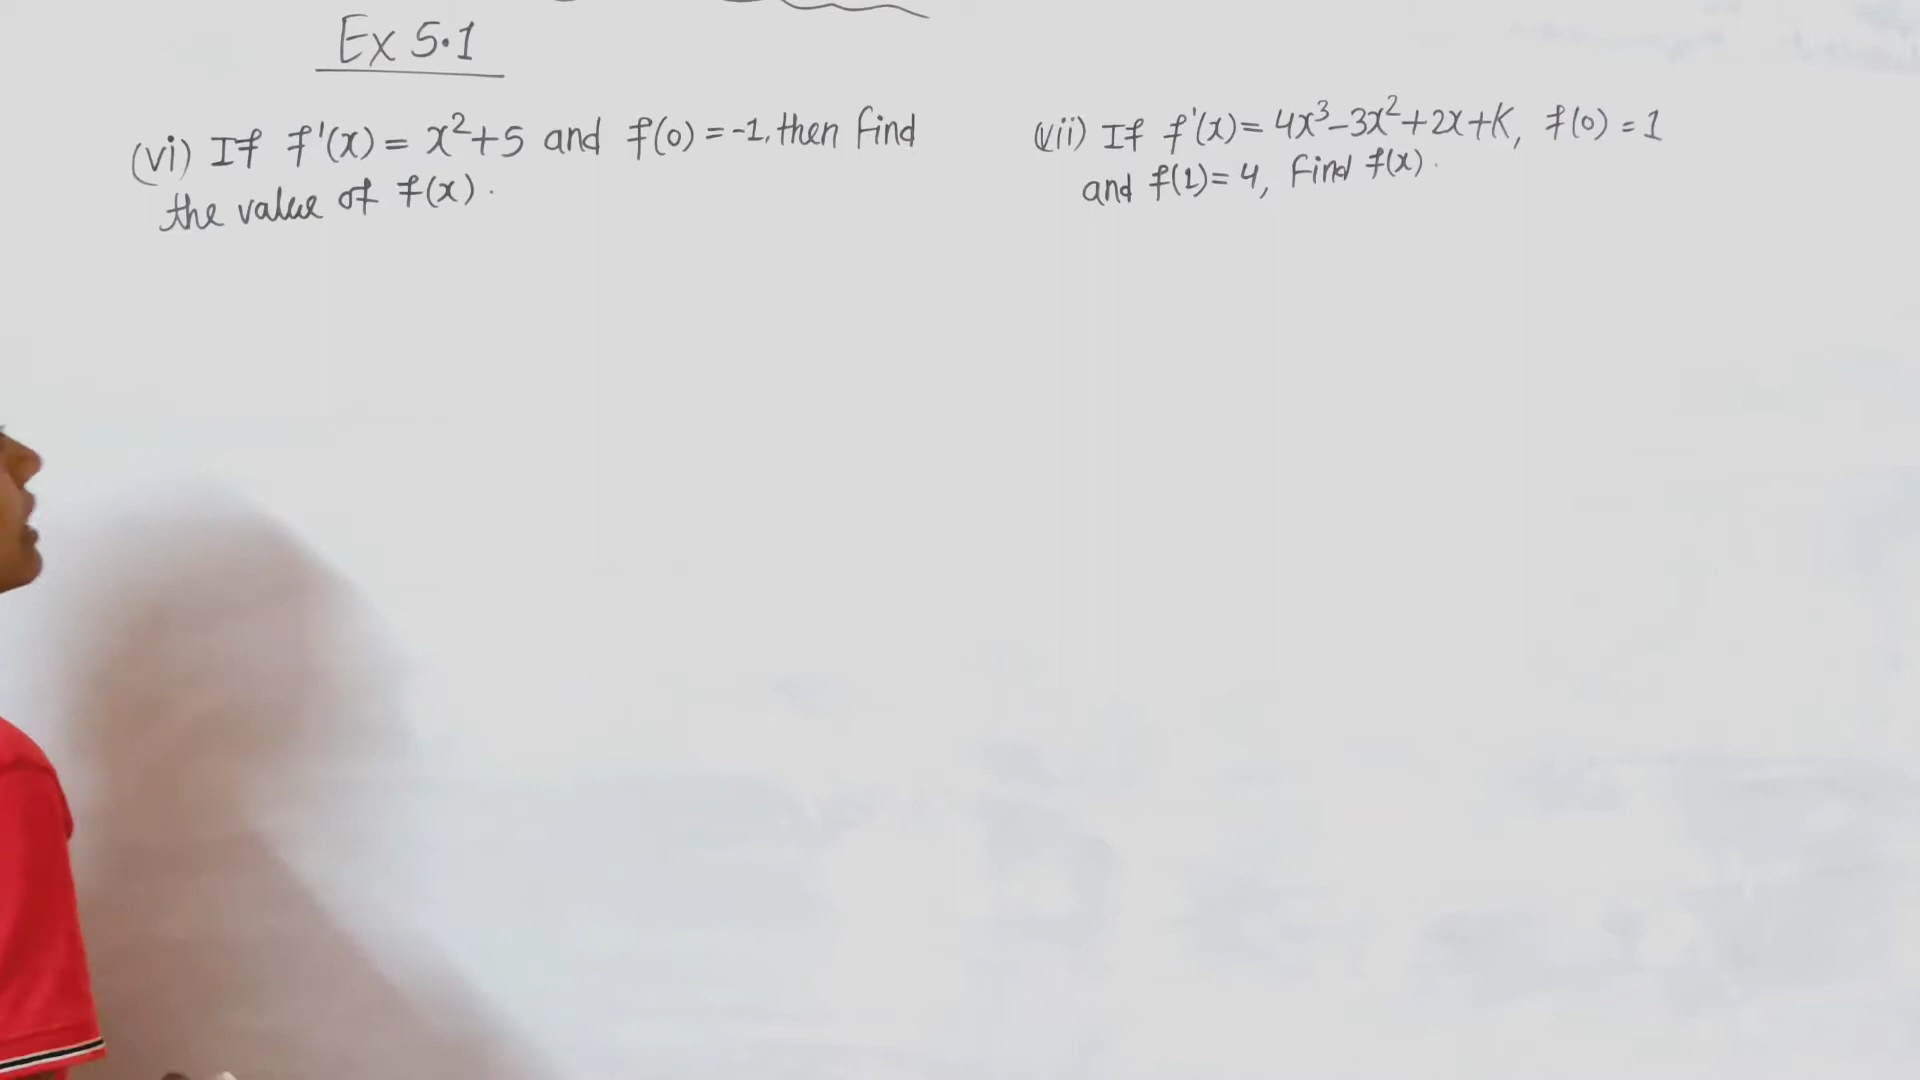 Ex 5.1
(vi) If f'(x) = x²+5 and f(0) = -1, then find
the value of f(x).
(vii) If f'(x) = 4x³-3x²+2x+K, f(0) = 1
and f(1) = 4, find f(x).